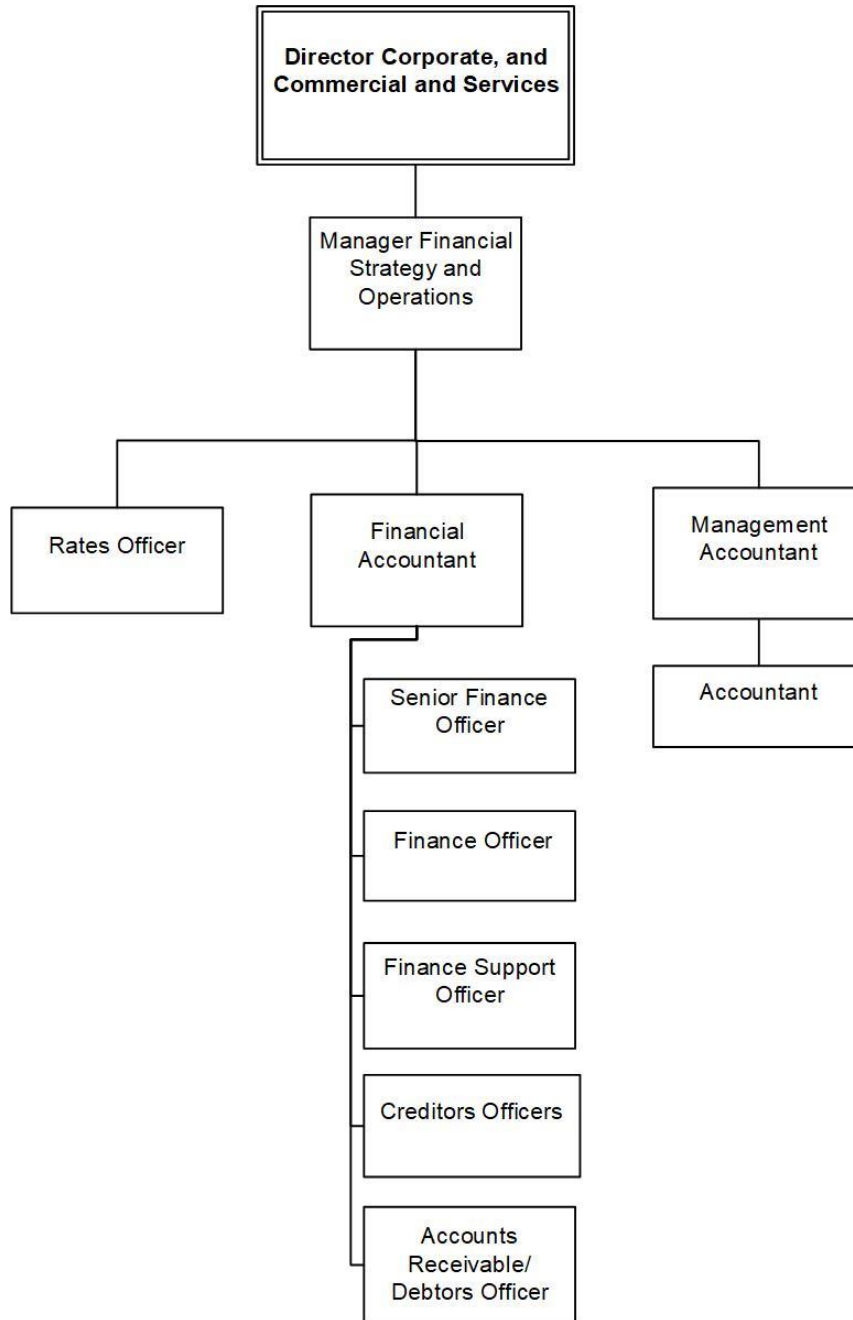 Director Corporate, and
Commercial and Services
Manager Financial
Strategy and
Operations
Rates Officer
Financial
Accountant
Management
Accountant
Senior Finance
Officer
Accountant
Finance Officer
Finance Support
Officer
Creditors Officers
Accounts
Receivable/
Debtors Officer